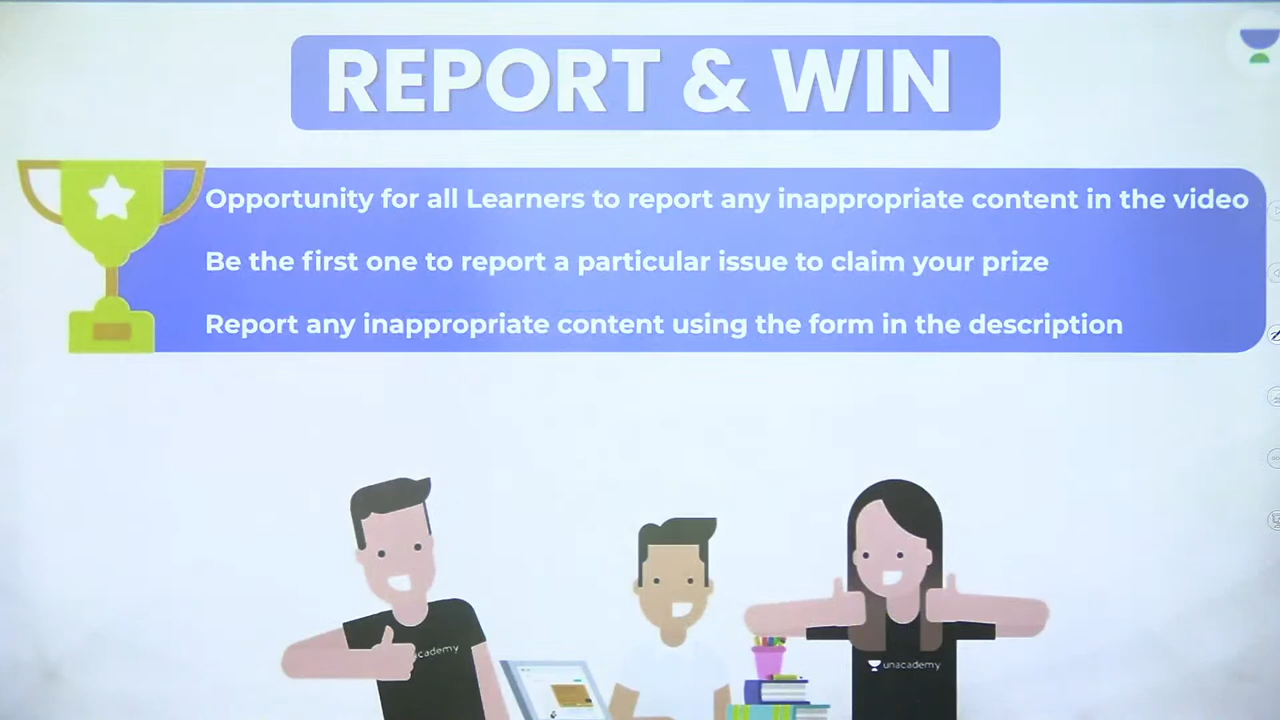 REPORT & WIN
Opportunity for all Learners to report any inappropriate content in the video
Be the first one to report a particular issue to claim your prize
Report any inappropriate content using the form in the description
unacademy